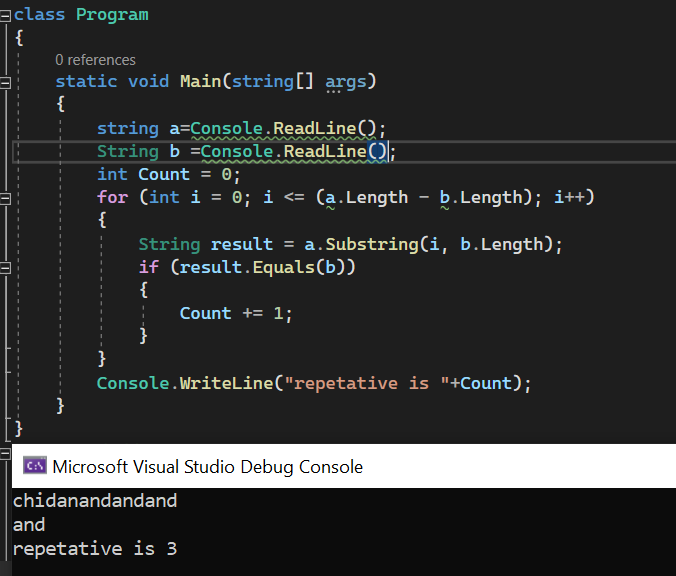 class Program
{
0 references
static void Main(string[] args)
{
string a=Console.ReadLine();
String b =Console.ReadLine();
int Count = 0;
for (int i = 0; i <= (a.Length - b.Length); i++)
{
String result = a.Substring(i, b.Length);
if (result.Equals(b))
{
Count += 1;
}
}
Console.WriteLine("repetative is "+Count);
}
}
C:\ Microsoft Visual Studio Debug Console
chidanandandand
and
repetative is 3